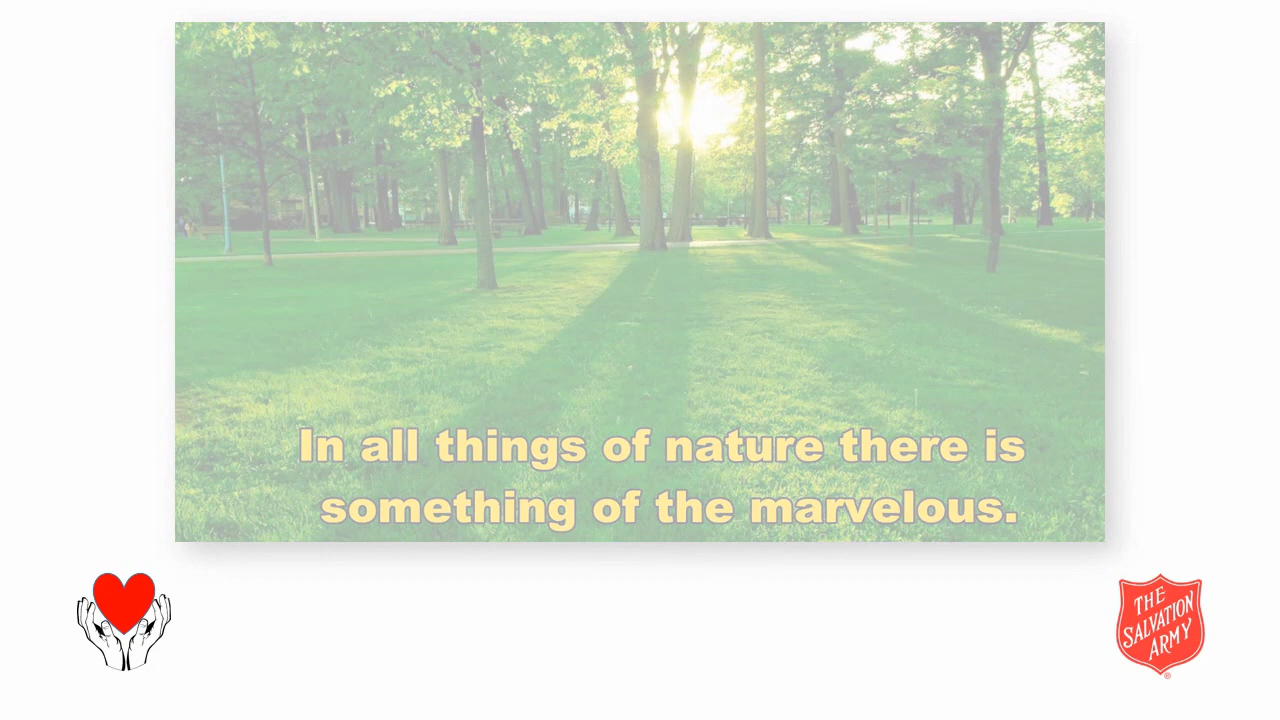 In all things of nature there is
something of the marvelous.
THE
SALVATION
ARMY
®